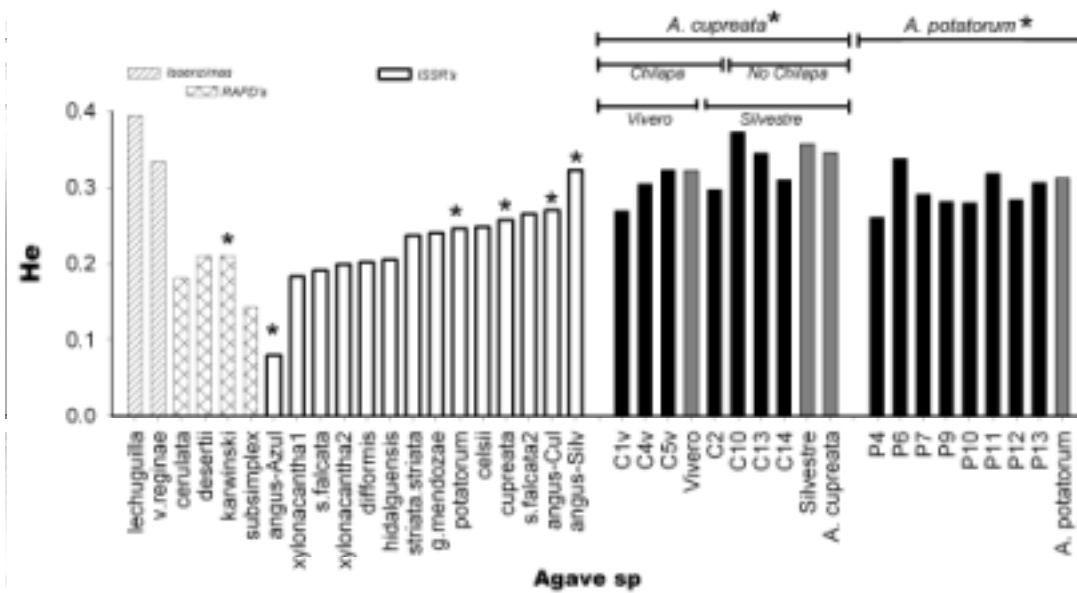 A. cupreata* A. potatorum*
Chilapa No Chilapa
Isoenzimas ISSR's
RAPD's
Vivero Silvestre
0.4
0.3
0.2
0.1
0.0
He
* * * * * *
lechuguilla
v.reginae
cerulata
desertii
karwinski
subsimplex
angus-Azul
xylonacantha1
s.falcata
xylonacantha2
difformis
hidalguensis
striata.striata
g.mendozae
potatorum
celsii
cupreata
s.falcata2
angus-Cul
angus-Silv
C1v
C4v
C5v
Vivero
C2
C10
C13
C14
Silvestre
A. cupreata
P4
P6
P7
P9
P10
P11
P12
P13
A. potatorum
Agave sp